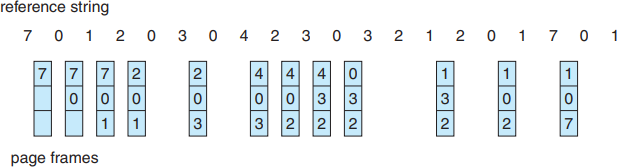 reference string
7 0 1 2 0 3 0 4 2 3 0 3 2 1 2 0 1 7 0 1
7 7 7 2 2 4 4 4 0 1 1 1
0 0 0 0 0 0 3 3 3 0 0
1 1 3 3 2 2 2 2 2 7
page frames